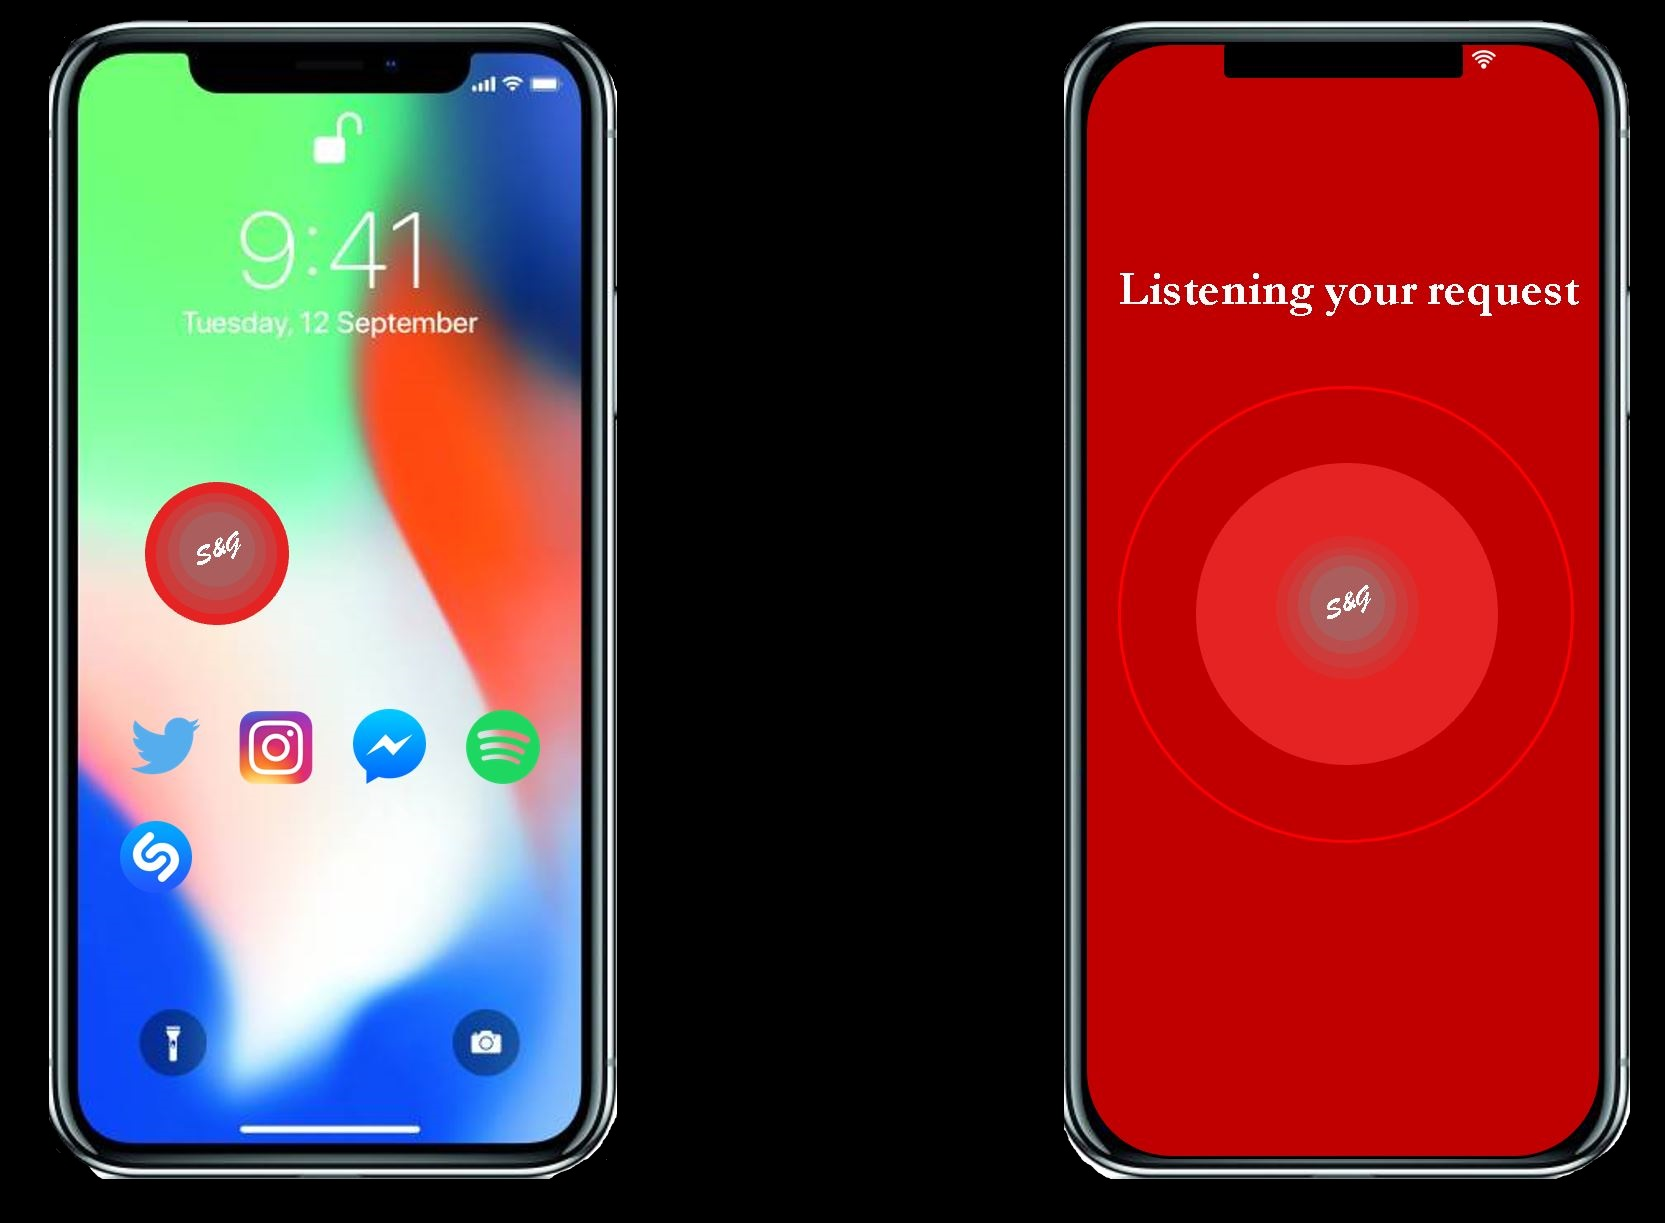 9:41
Tuesday, 12 September
S&G
Listening your request
S&G